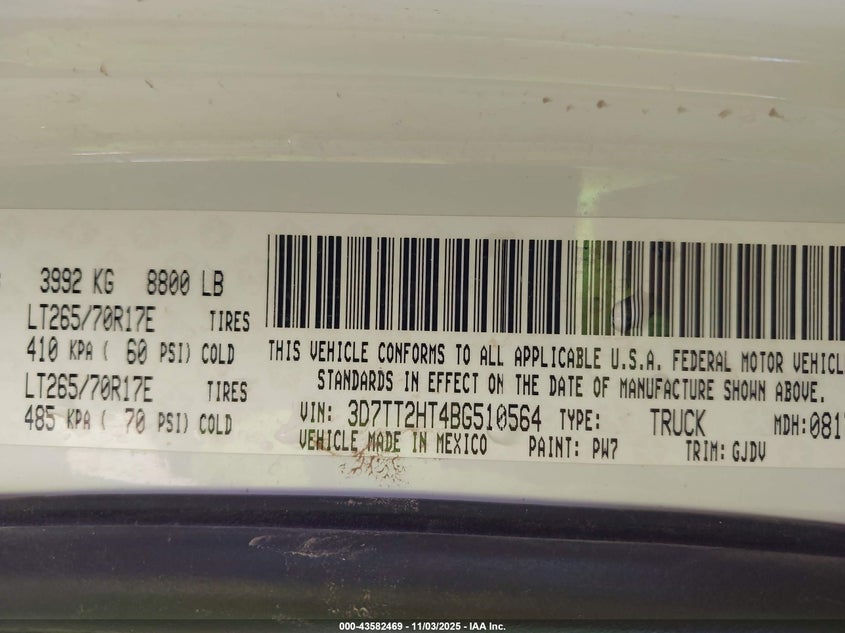 3992 KG 8800 LB
LT265/70R17E TIRES
410 KPA ( 60 PSI) COLD
LT265/70R17E TIRES
485 KPA ( 70 PSI) COLD
THIS VEHICLE CONFORMS TO ALL APPLICABLE U.S.A. FEDERAL MOTOR VEHICL
STANDARDS IN EFFECT ON THE DATE OF MANUFACTURE SHOWN ABOVE.
VIN: 3D7TT2HT4BG510564 TYPE: TRUCK MDH:081
VEHICLE MADE IN MEXICO PAINT: PW7 TRIM: GJDV
000-43582469 - 11/03/2025 - IAA Inc.